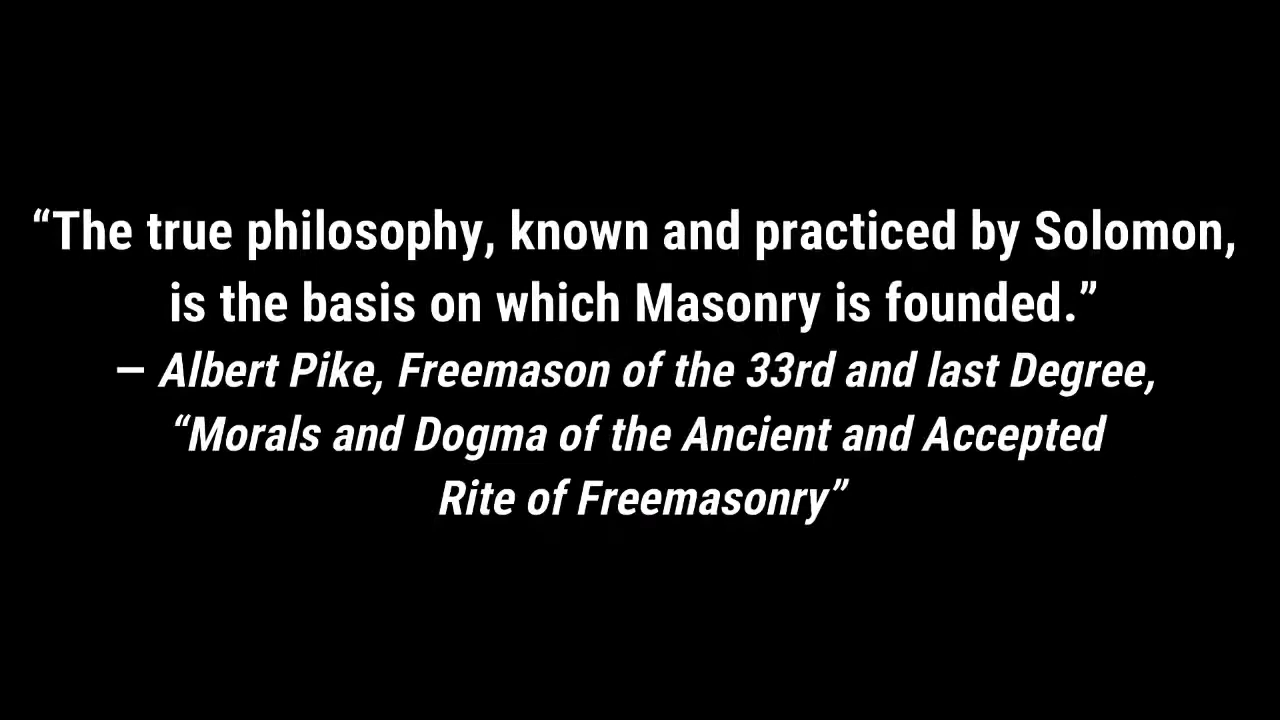 “The true philosophy, known and practiced by Solomon,
is the basis on which Masonry is founded.”
– Albert Pike, Freemason of the 33rd and last Degree,
“Morals and Dogma of the Ancient and Accepted
Rite of Freemasonry”